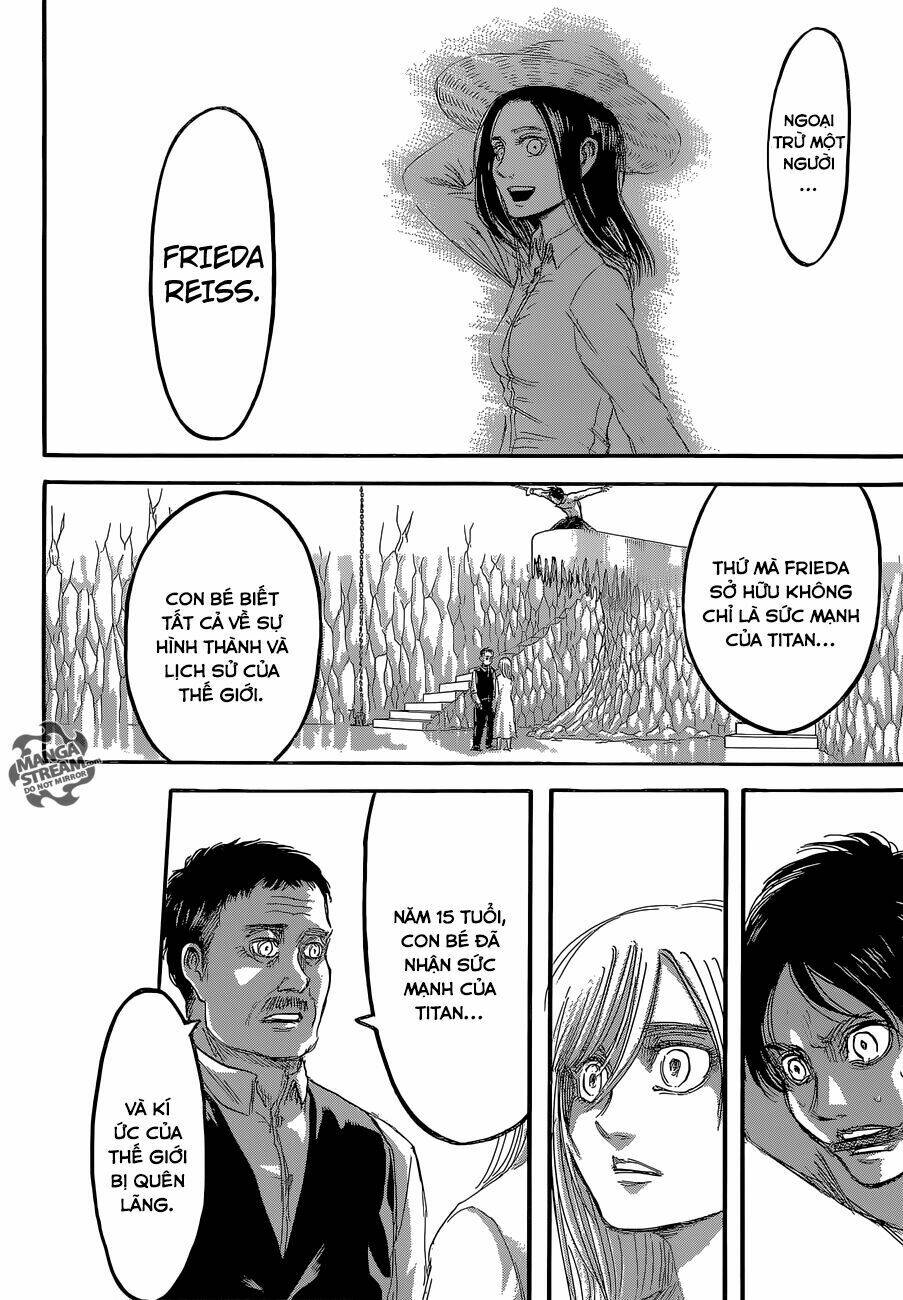 NGOẠI
TRỪ MỘT
NGƯỜI
...
FRIEDA
REISS.
THỨ MÀ FRIEDA
SỞ HỮU KHÔNG
CHỈ LÀ SỨC MẠNH
CỦA TITAN...
CON BÉ BIẾT
TẤT CẢ VỀ SỰ
HÌNH THÀNH VÀ
LỊCH SỬ CỦA
THẾ GIỚI.
MANGA
STREAM.com
DO NOT MIRROR!
NĂM 15 TUỔI,
CON BÉ ĐÃ
NHẬN SỨC
MẠNH CỦA
TITAN...
VÀ KÍ
ỨC CỦA
THẾ GIỚI
BỊ QUÊN
LÃNG.